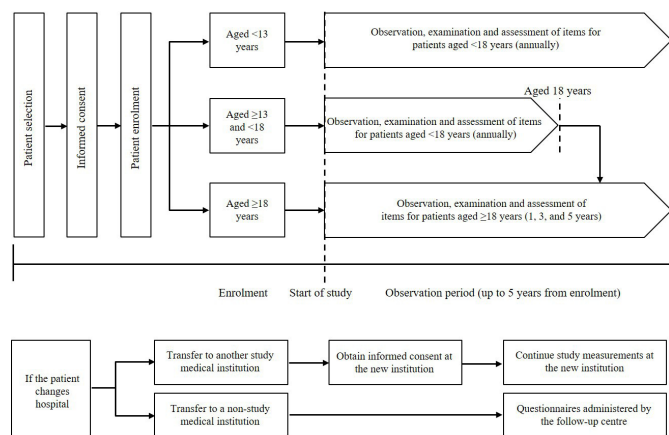 Patient selection
Informed consent
Patient enrolment
Aged <13
years
Observation, examination and assessment of items for
patients aged <18 years (annually)
Aged 18 years
Aged ≥13
and <18
years
Observation, examination and assessment of items
for patients aged <18 years (annually)
Aged ≥18
years
Observation, examination and assessment of
items for patients aged ≥18 years (1, 3, and 5 years)
Enrolment
Start of study
Observation period (up to 5 years from enrolment)
If the patient
changes
hospital
Transfer to another study
medical institution
Obtain informed consent at
the new institution
Continue study measurements at
the new institution
Transfer to a non-study
medical institution
Questionnaires administered by
the follow-up centre